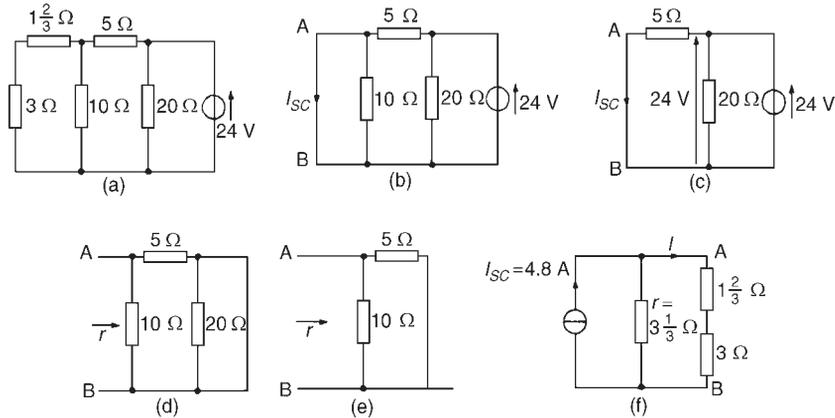 1 2/3 Ω 5 Ω
3 Ω 10 Ω 20 Ω 24 V
(a)
A 5 Ω
I_SC 10 Ω 20 Ω 24 V
B
(b)
A 5 Ω
I_SC 24 V 20 Ω 24 V
B
(c)
A 5 Ω
r 10 Ω 20 Ω
B
(d)
A 5 Ω
r 10 Ω
B
(e)
I A
I_SC=4.8 A 1 2/3 Ω
r=
3 1/3 Ω 3 Ω
B
(f)